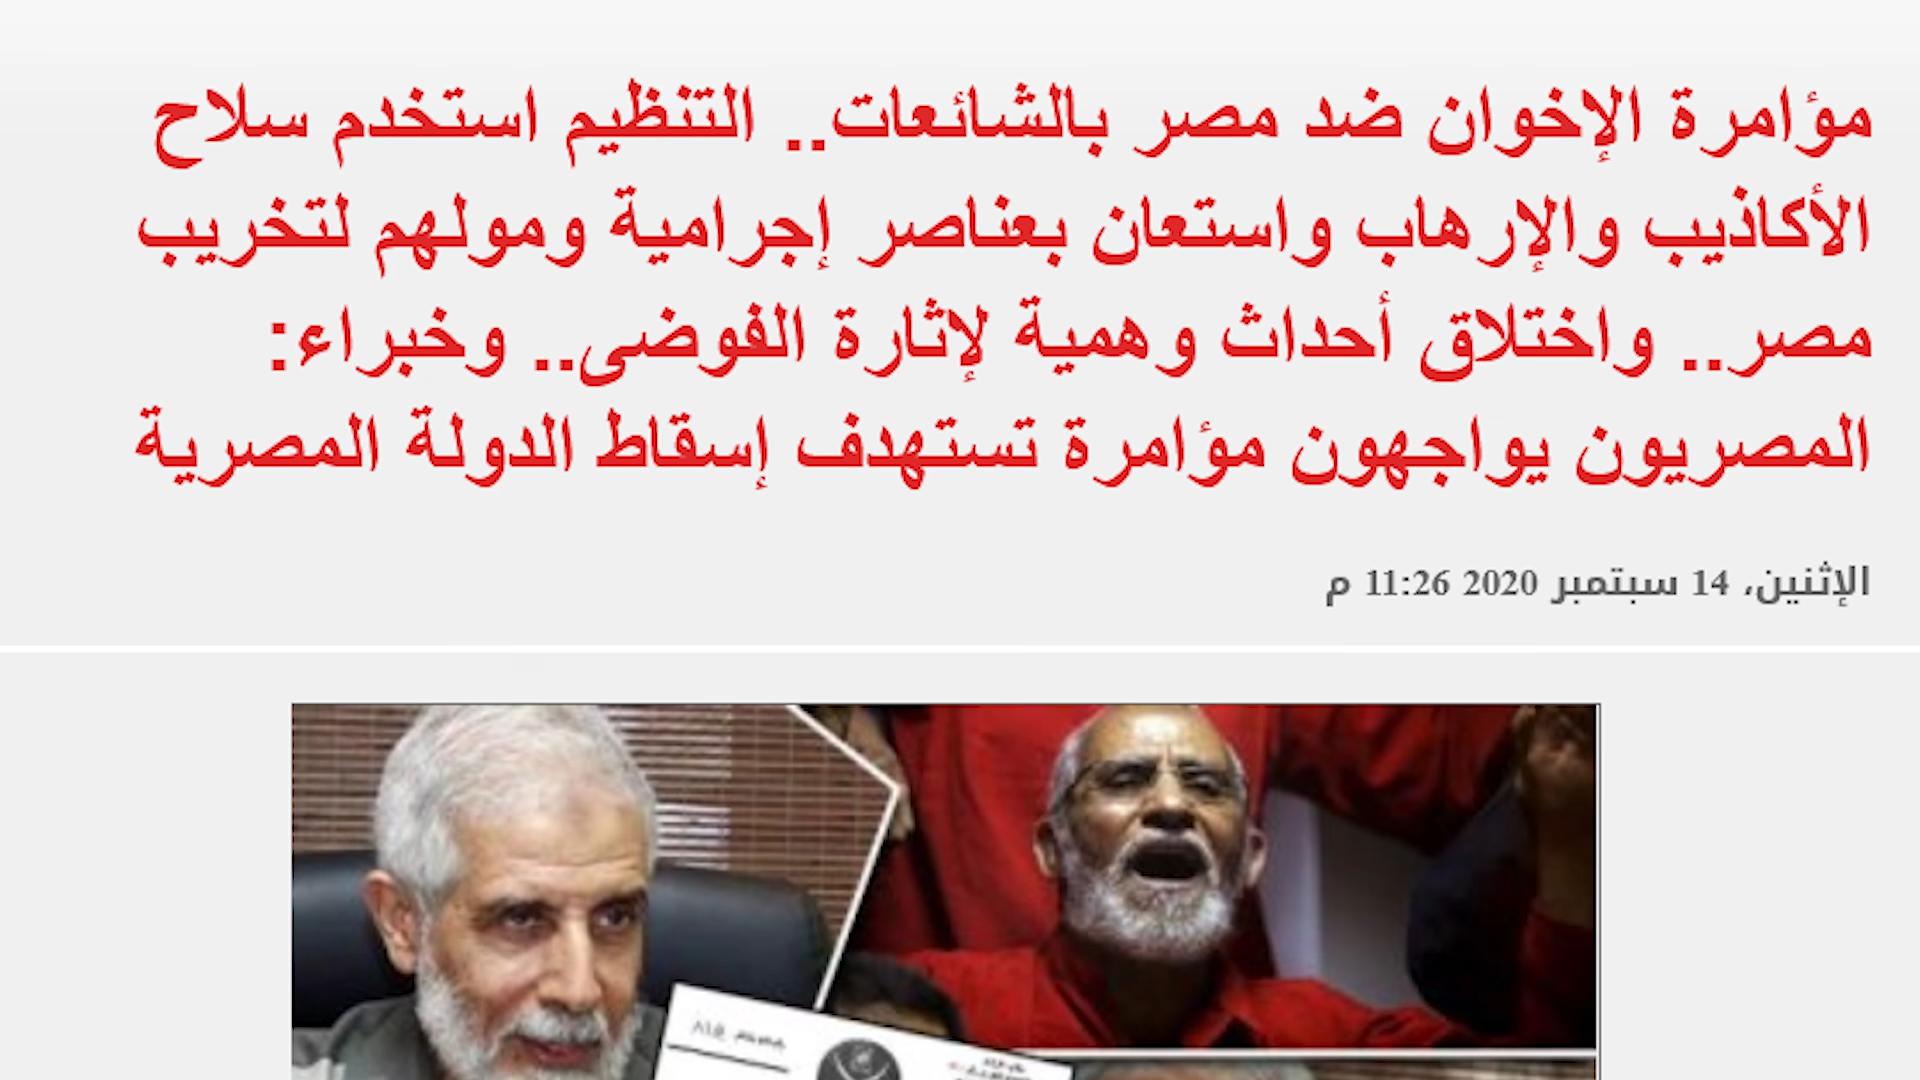 مؤامرة الإخوان ضد مصر بالشائعات.. التنظيم استخدم سلاح
الأكاذيب والإرهاب واستعان بعناصر إجرامية ومولهم لتخريب
مصر.. واختلاق أحداث وهمية لإثارة الفوضى.. وخبراء:
المصريون يواجهون مؤامرة تستهدف إسقاط الدولة المصرية
الإثنين، 14 سبتمبر 2020 11:26 م